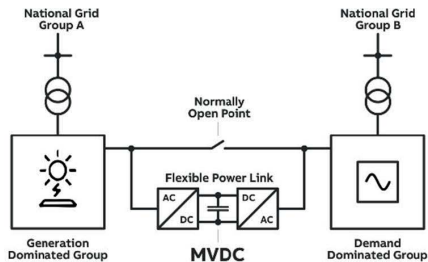 National Grid
Group A
National Grid
Group B
Normally
Open Point
Flexible Power Link
AC
DC
DC
AC
MVDC
Generation
Dominated Group
Demand
Dominated Group